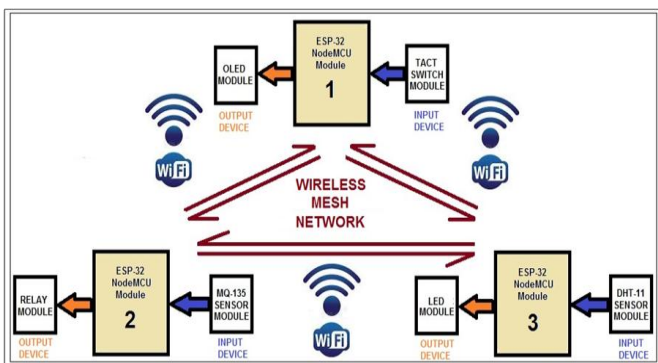 OLED
MODULE
OUTPUT
DEVICE
ESP-32
NodeMCU
Module
1
TACT
SWITCH
MODULE
INPUT
DEVICE
WiFi
WiFi
WIRELESS
MESH
NETWORK
RELAY
MODULE
OUTPUT
DEVICE
ESP-32
NodeMCU
Module
2
MQ-135
SENSOR
MODULE
INPUT
DEVICE
WiFi
LED
MODULE
OUTPUT
DEVICE
ESP-32
NodeMCU
Module
3
DHT-11
SENSOR
MODULE
INPUT
DEVICE